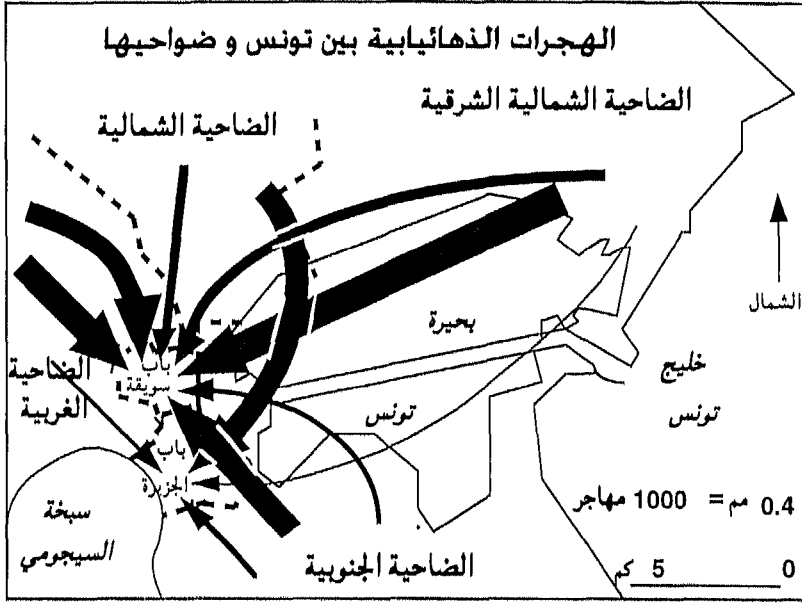 الهجرات الذهائيابية بين تونس و ضواحيها
الضاحية الشمالية الشرقية
الضاحية الشمالية
الشمال
بحيرة
تونس
خليج
تونس
باب
سويقة
الضاحية
الغربية
باب
الجزيرة
سبخة
السيجومي
الضاحية الجنوبية
0.4 مم = 1000 مهاجر
0 5 كم